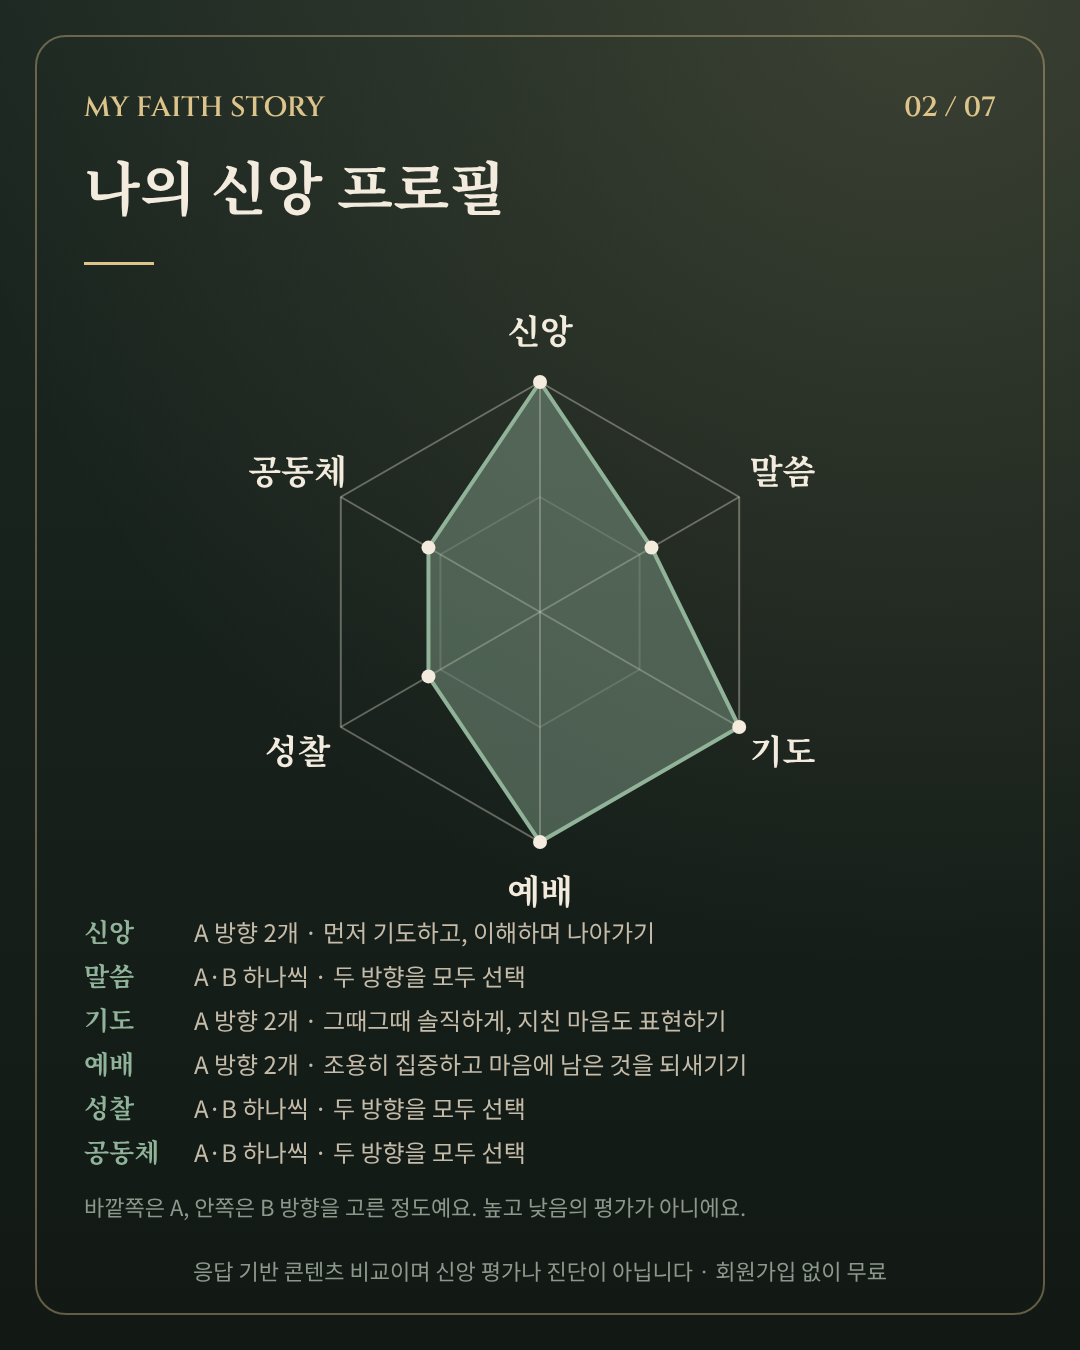 MY FAITH STORY
02 / 07
나의 신앙 프로필
신앙
공동체
말씀
성찰
기도
예배
신앙 A 방향 2개 · 먼저 기도하고, 이해하며 나아가기
말씀 A·B 하나씩 · 두 방향을 모두 선택
기도 A 방향 2개 · 그때그때 솔직하게, 지친 마음도 표현하기
예배 A 방향 2개 · 조용히 집중하고 마음에 남은 것을 되새기기
성찰 A·B 하나씩 · 두 방향을 모두 선택
공동체 A·B 하나씩 · 두 방향을 모두 선택
바깥쪽은 A, 안쪽은 B 방향을 고른 정도예요. 높고 낮음의 평가가 아니에요.
응답 기반 콘텐츠 비교이며 신앙 평가나 진단이 아닙니다 · 회원가입 없이 무료